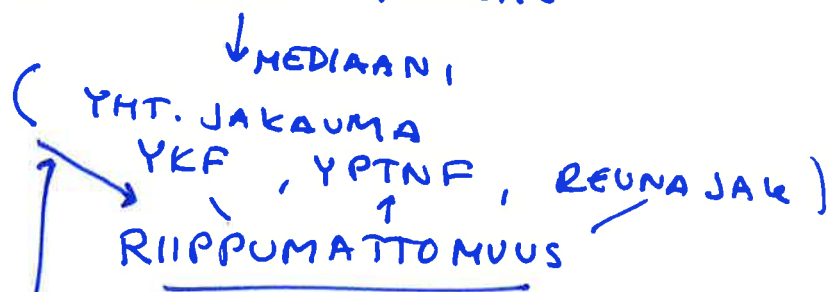 MEDIAANI
( YHT. JAKAUMA
YKF , YPTNF , REUNAJAK )
RIIPPUMATTOMUUS